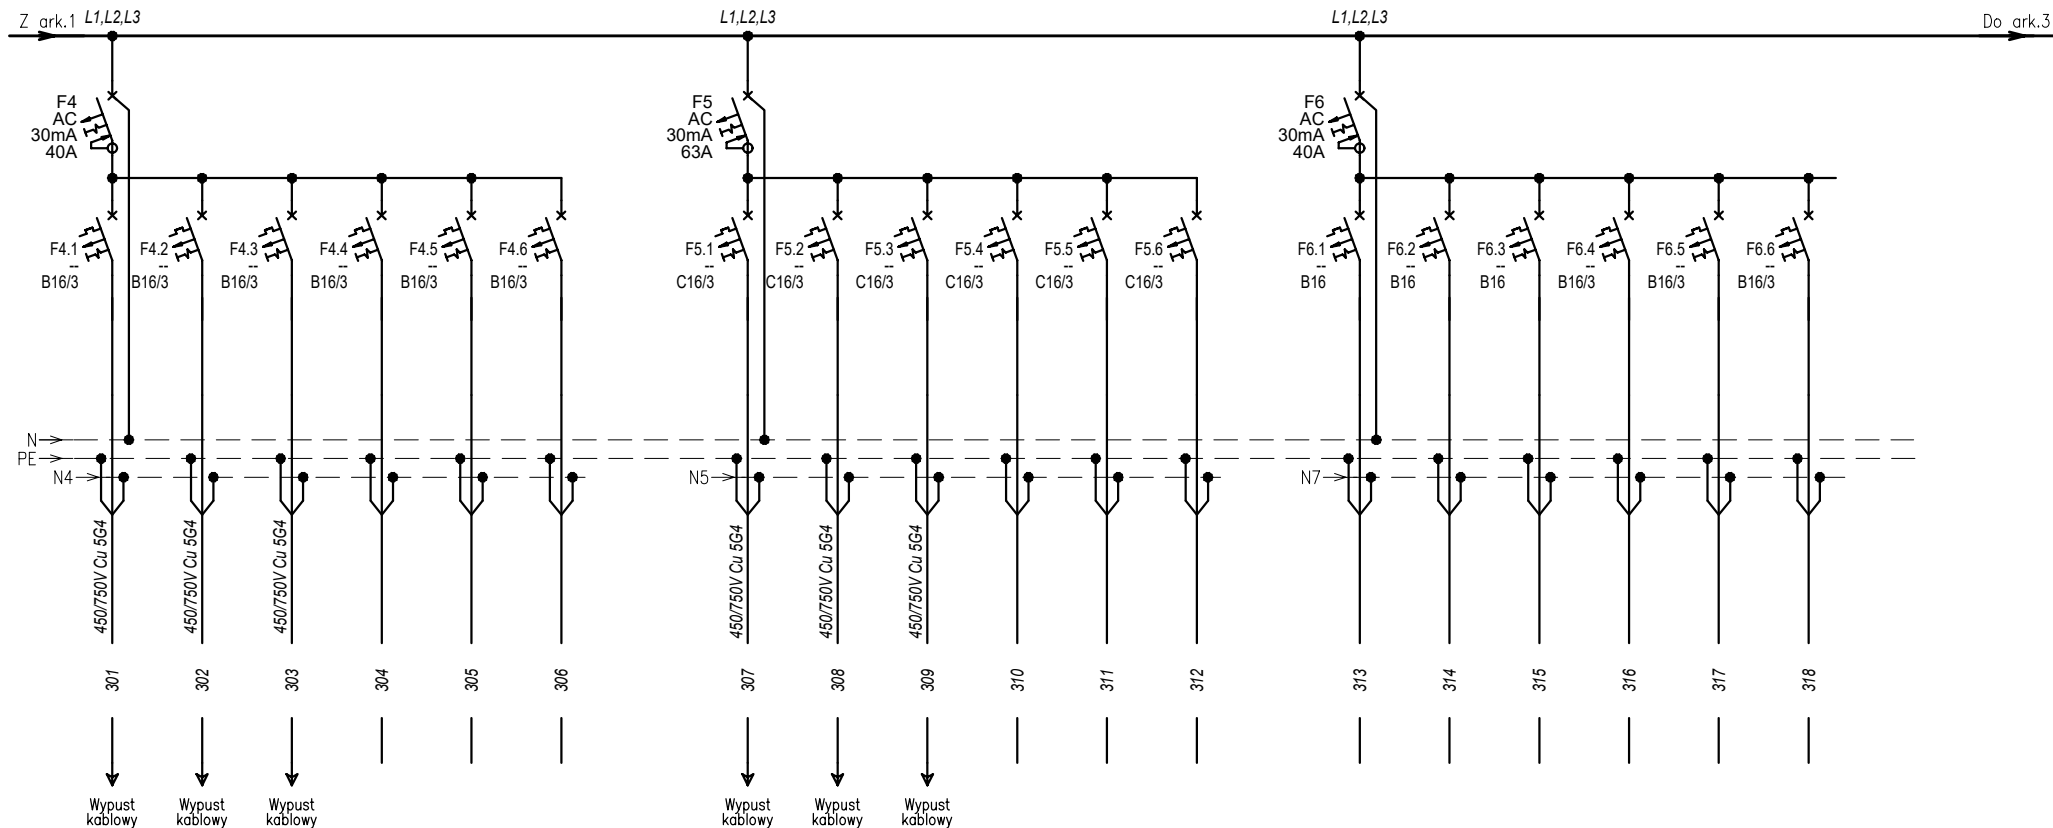 Z ark.1
L1,L2,L3
L1,L2,L3
L1,L2,L3
Do ark.3
F4
AC
30mA
40A
F5
AC
30mA
63A
F6
AC
30mA
40A
F4.1
--
B16/3
F4.2
--
B16/3
F4.3
--
B16/3
F4.4
--
B16/3
F4.5
--
B16/3
F4.6
--
B16/3
F5.1
--
C16/3
F5.2
--
C16/3
F5.3
--
C16/3
F5.4
--
C16/3
F5.5
--
C16/3
F5.6
--
C16/3
F6.1
--
B16
F6.2
--
B16
F6.3
--
B16
F6.4
--
B16/3
F6.5
--
B16/3
F6.6
--
B16/3
N
PE
N4
N5
N7
450/750V Cu 5G4
450/750V Cu 5G4
450/750V Cu 5G4
450/750V Cu 5G4
450/750V Cu 5G4
450/750V Cu 5G4
301
302
303
304
305
306
307
308
309
310
311
312
313
314
315
316
317
318
Wypust
kablowy
Wypust
kablowy
Wypust
kablowy
Wypust
kablowy
Wypust
kablowy
Wypust
kablowy